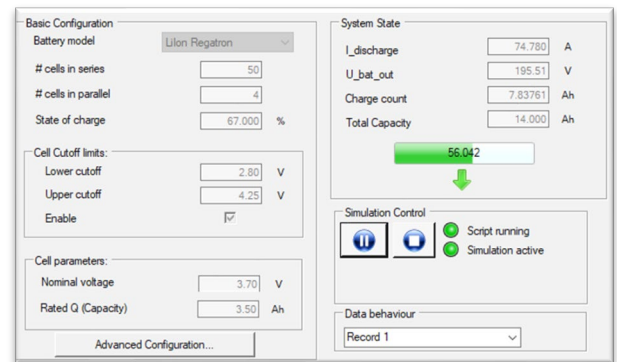 Basic Configuration
Battery model LiIon Regatron
# cells in series 50
# cells in parallel 4
State of charge 67.000 %
Cell Cutoff limits:
Lower cutoff 2.80 V
Upper cutoff 4.25 V
Enable
Cell parameters:
Nominal voltage 3.70 V
Rated Q (Capacity) 3.50 Ah
Advanced Configuration...
System State
I_discharge 74.780 A
U_bat_out 195.51 V
Charge count 7.83761 Ah
Total Capacity 14.000 Ah
56.042
Simulation Control
Script running
Simulation active
Data behaviour
Record 1